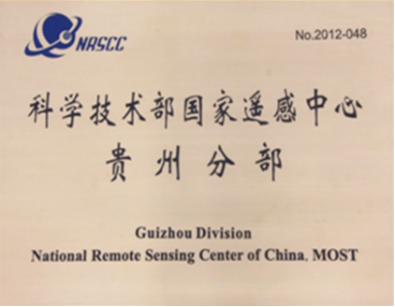 NRSCC
No.2012-048
科学技术部国家遥感中心
贵州分部
Guizhou Division
National Remote Sensing Center of China, MOST